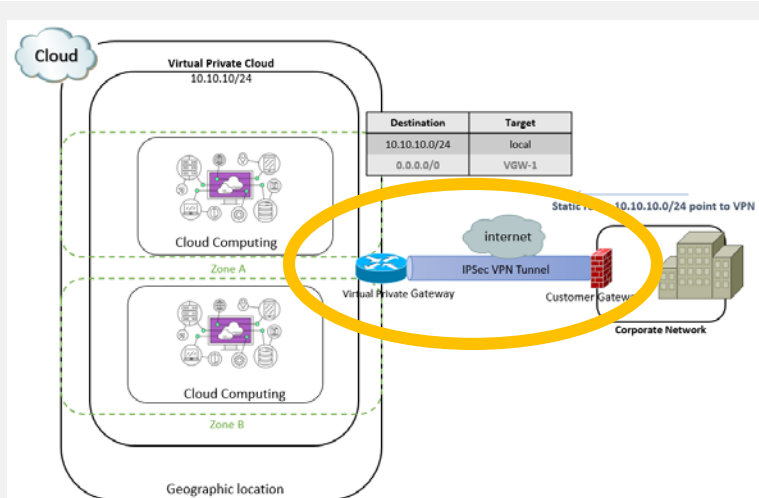 Cloud
Virtual Private Cloud
10.10.10/24
Destination Target
10.10.10.0/24 local
0.0.0.0/0 VGW-1
Cloud Computing
Zone A
Static 10.10.10.0/24 point to VPN
internet
IPSec VPN Tunnel
Virtual Private Gateway
Customer
Corporate Network
Cloud Computing
Zone B
Geographic location